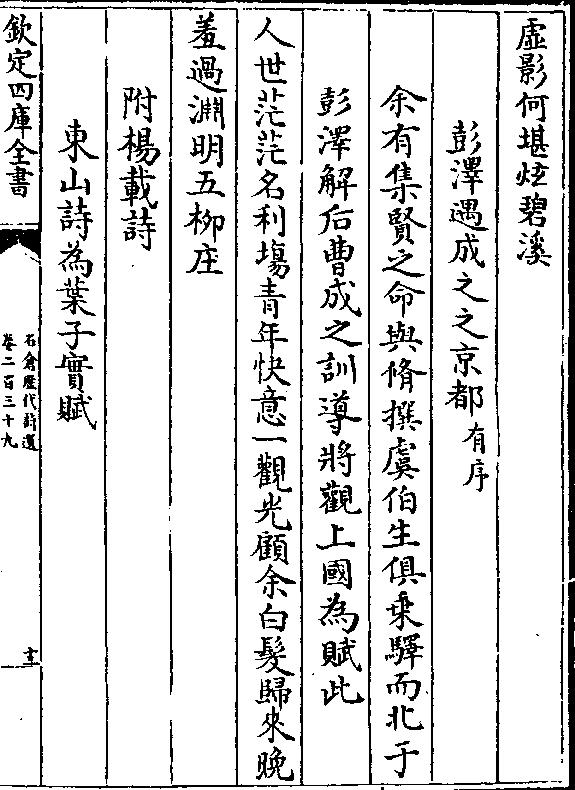 虛影何堪炫碧溪
彭澤遇成之之京都有序
余有集賢之命與脩撰虞伯生俱乗驛而北于
彭澤解后曹成之訓導將觀上國為賦此
人世茫茫名利塲青年快意一觀光顧余白髮歸來晚
羞過淵明五栁庄
附楊載詩
東山詩為葉子實賦
欽定四庫全書
石倉歷代詩選
卷二百三十九
十二